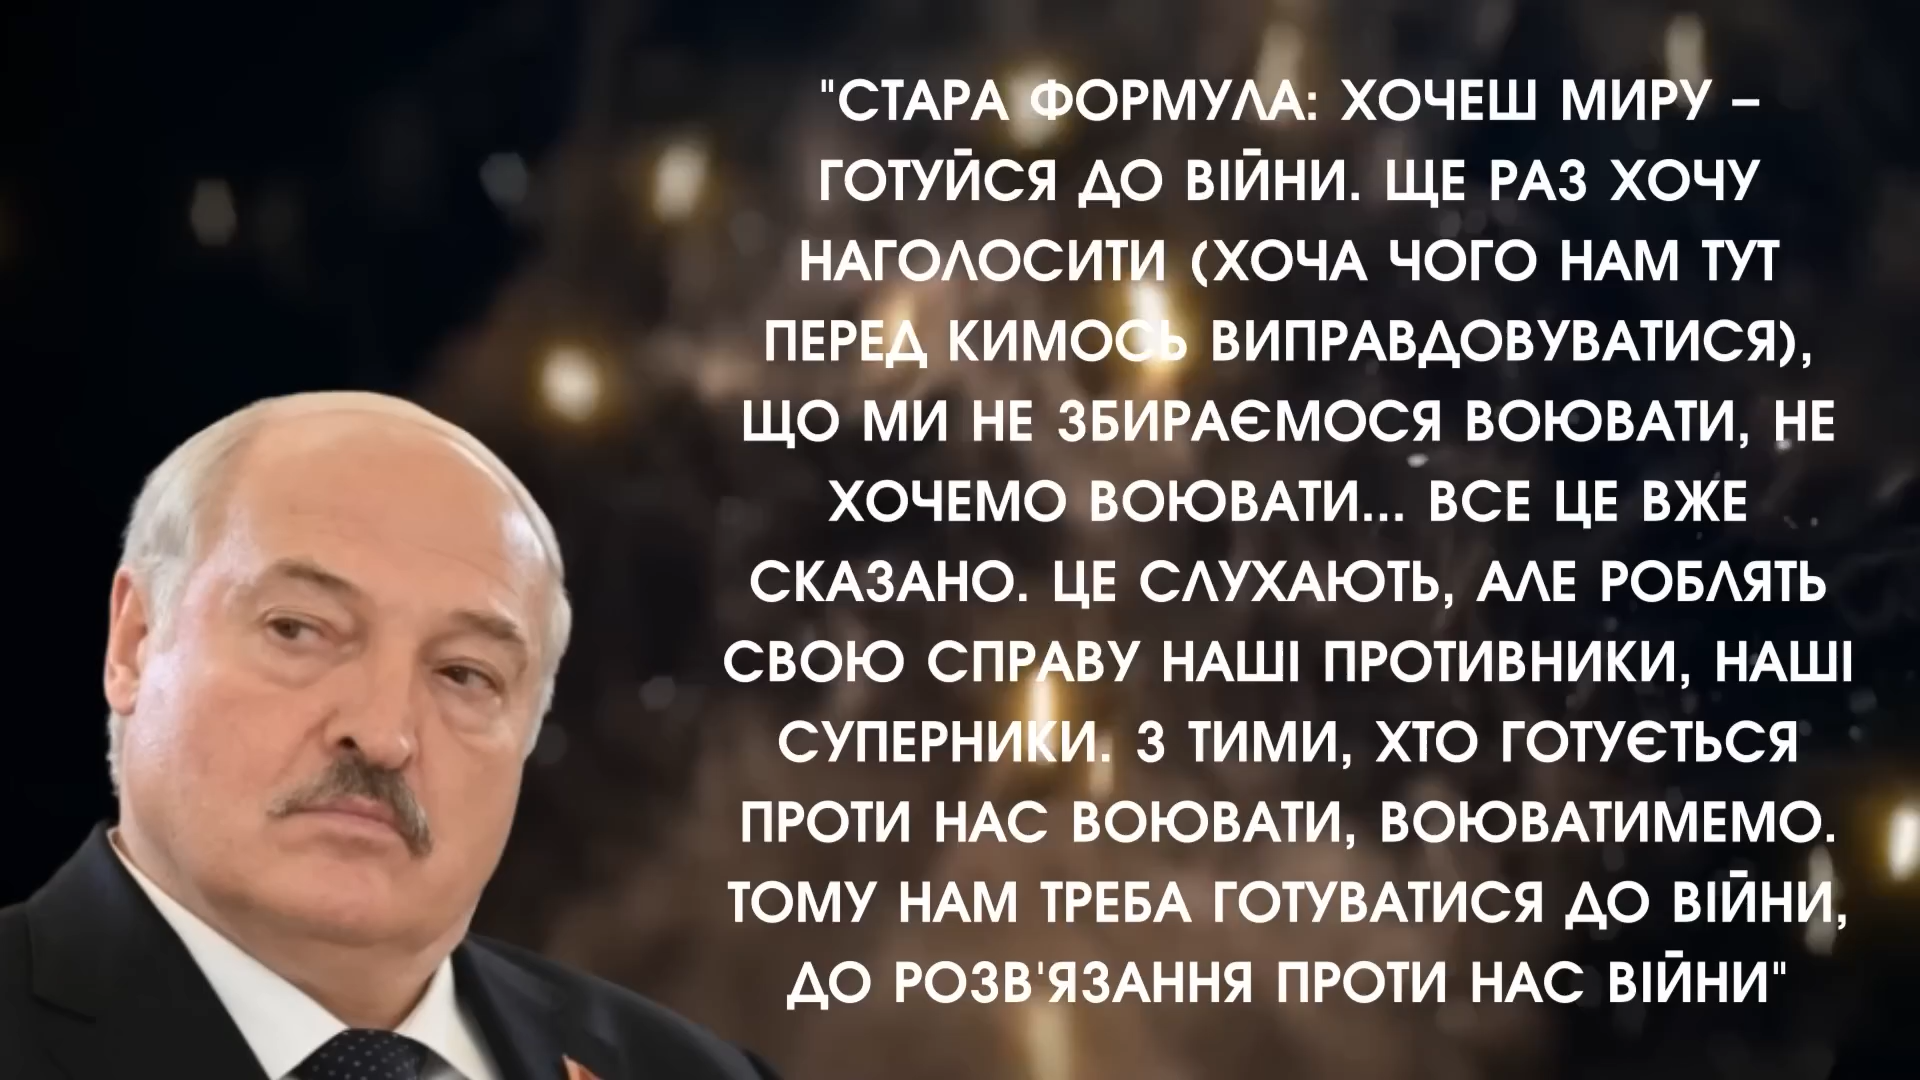 "СТАРА ФОРМУЛА: ХОЧЕШ МИРУ –
ГОТУЙСЯ ДО ВІЙНИ. ЩЕ РАЗ ХОЧУ
НАГОЛОСИТИ (ХОЧА ЧОГО НАМ ТУТ
ПЕРЕД КИМОСЬ ВИПРАВДОВУВАТИСЯ),
ЩО МИ НЕ ЗБИРАЄМОСЯ ВОЮВАТИ, НЕ
ХОЧЕМО ВОЮВАТИ... ВСЕ ЦЕ ВЖЕ
СКАЗАНО. ЦЕ СЛУХАЮТЬ, АЛЕ РОБЛЯТЬ
СВОЮ СПРАВУ НАШІ ПРОТИВНИКИ, НАШІ
СУПЕРНИКИ. З ТИМИ, ХТО ГОТУЄТЬСЯ
ПРОТИ НАС ВОЮВАТИ, ВОЮВАТИМЕМО.
ТОМУ НАМ ТРЕБА ГОТУВАТИСЯ ДО ВІЙНИ,
ДО РОЗВ'ЯЗАННЯ ПРОТИ НАС ВІЙНИ"